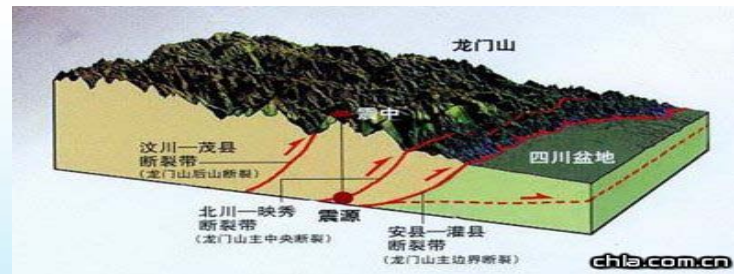 龙门山
震中
汶川—茂县
断裂带
(龙门山后山断裂)
四川盆地
北川—映秀
断裂带
(龙门山主中央断裂)
震源
安县—灌县
断裂带
(龙门山主边界断裂)
chla.com.cn